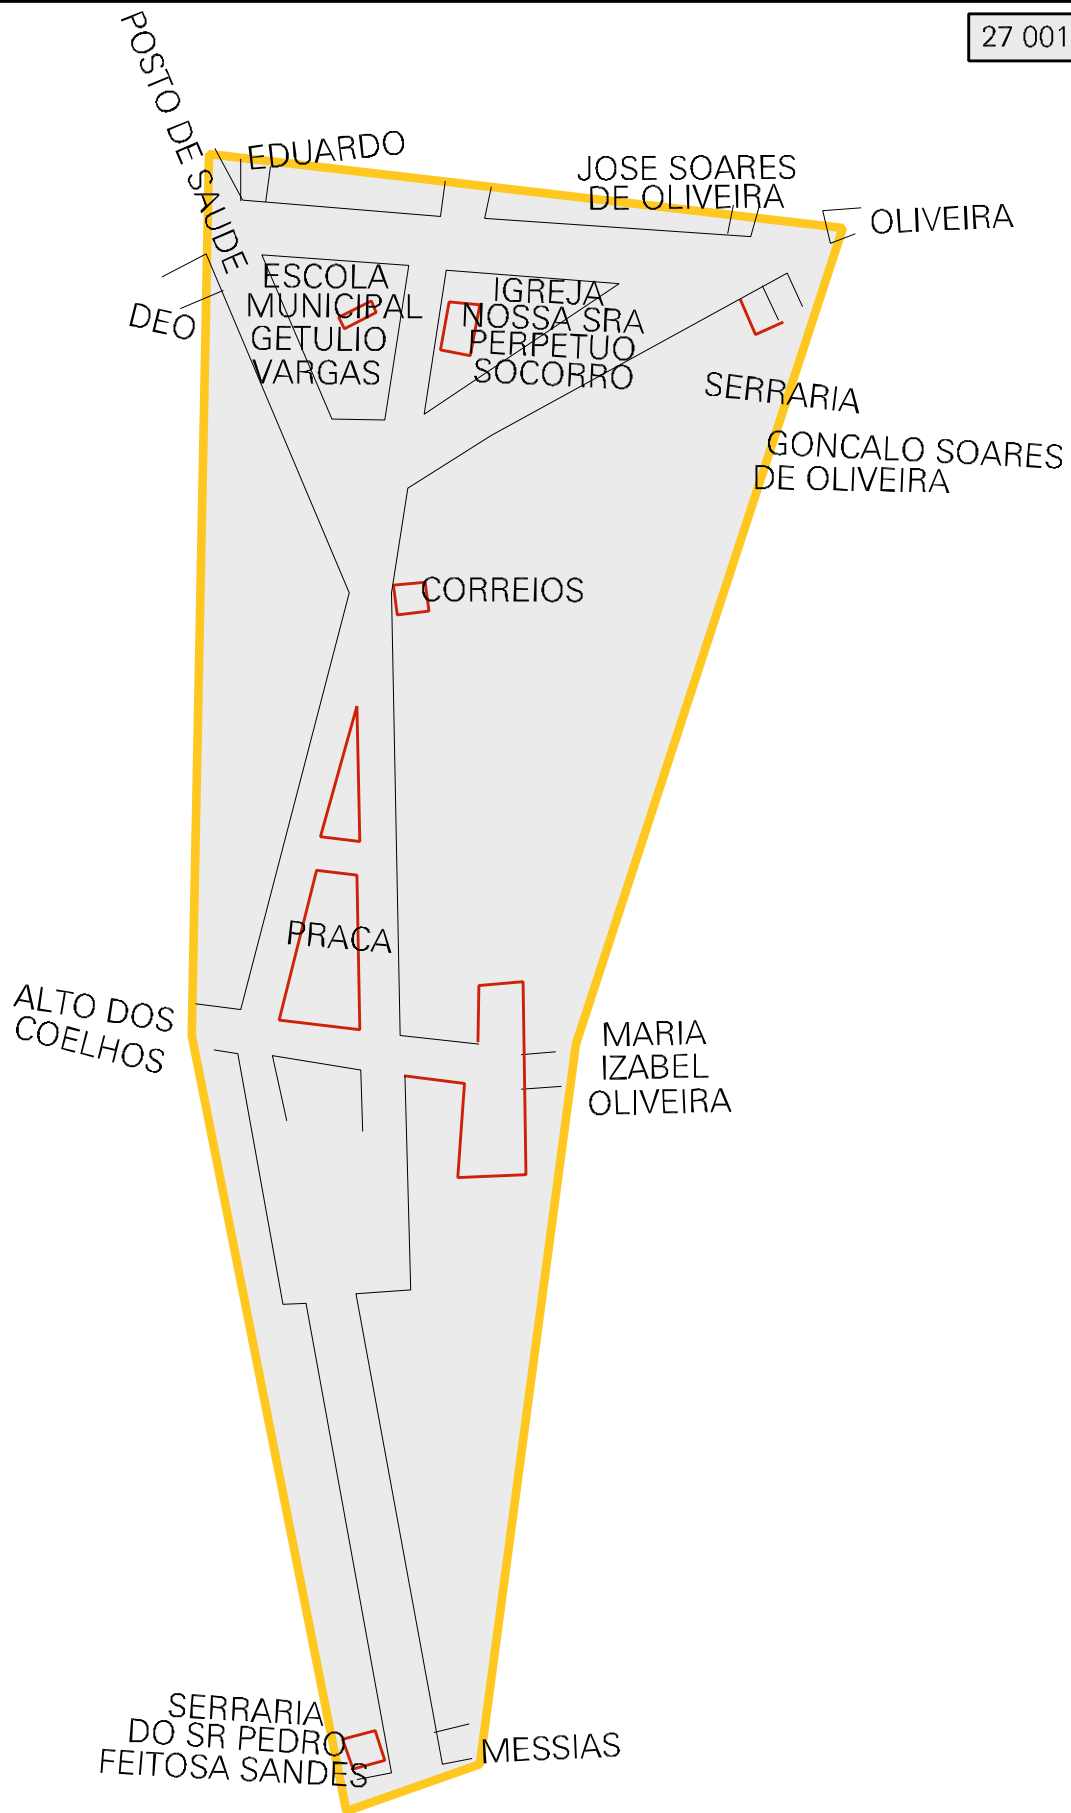 27 001
POSTO DE SAUDE
EDUARDO
JOSE SOARES
DE OLIVEIRA
OLIVEIRA
DEO
ESCOLA
MUNICIPAL
GETULIO
VARGAS
IGREJA
NOSSA SRA
PERPETUO
SOCORRO
SERRARIA
GONCALO SOARES
DE OLIVEIRA
CORREIOS
PRACA
ALTO DOS
COELHOS
MARIA
IZABEL
OLIVEIRA
SERRARIA
DO SR PEDRO
FEITOSA SANDES
MESSIAS